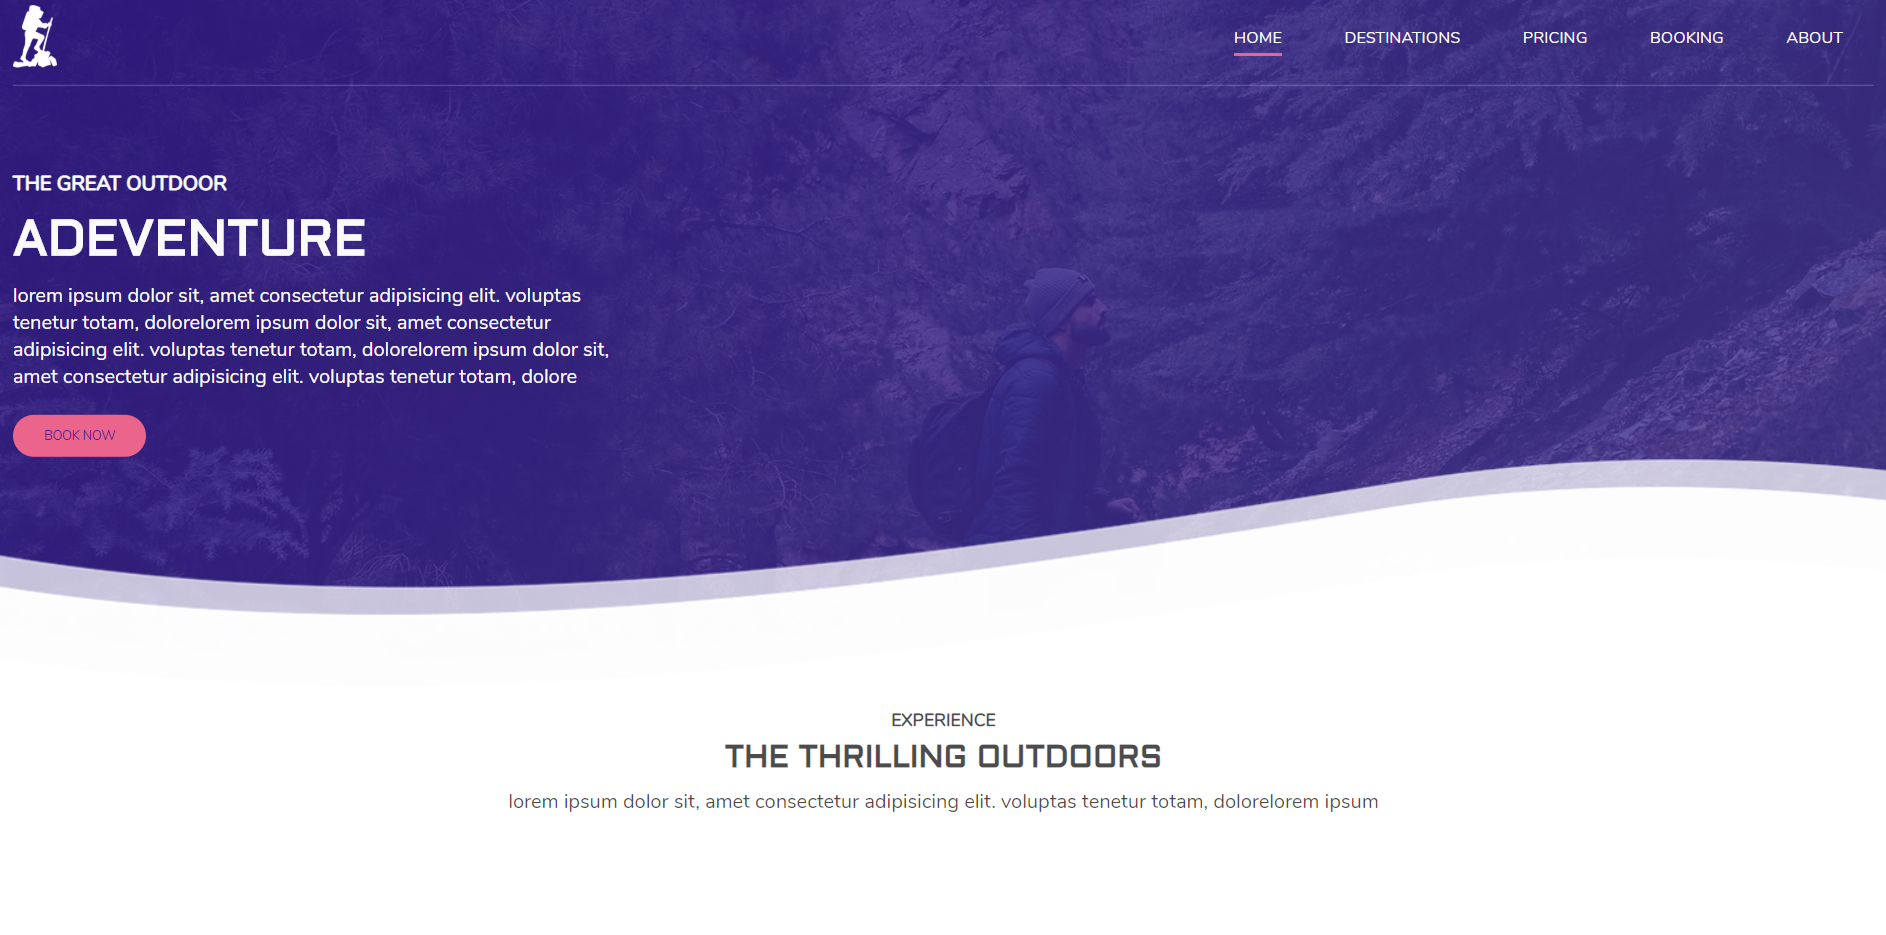 HOME DESTINATIONS PRICING BOOKING ABOUT
THE GREAT OUTDOOR
ADEVENTURE
lorem ipsum dolor sit, amet consectetur adipisicing elit. voluptas
tenetur totam, dolorelorem ipsum dolor sit, amet consectetur
adipisicing elit. voluptas tenetur totam, dolorelorem ipsum dolor sit,
amet consectetur adipisicing elit. voluptas tenetur totam, dolore
BOOK NOW
EXPERIENCE
THE THRILLING OUTDOORS
lorem ipsum dolor sit, amet consectetur adipisicing elit. voluptas tenetur totam, dolorelorem ipsum